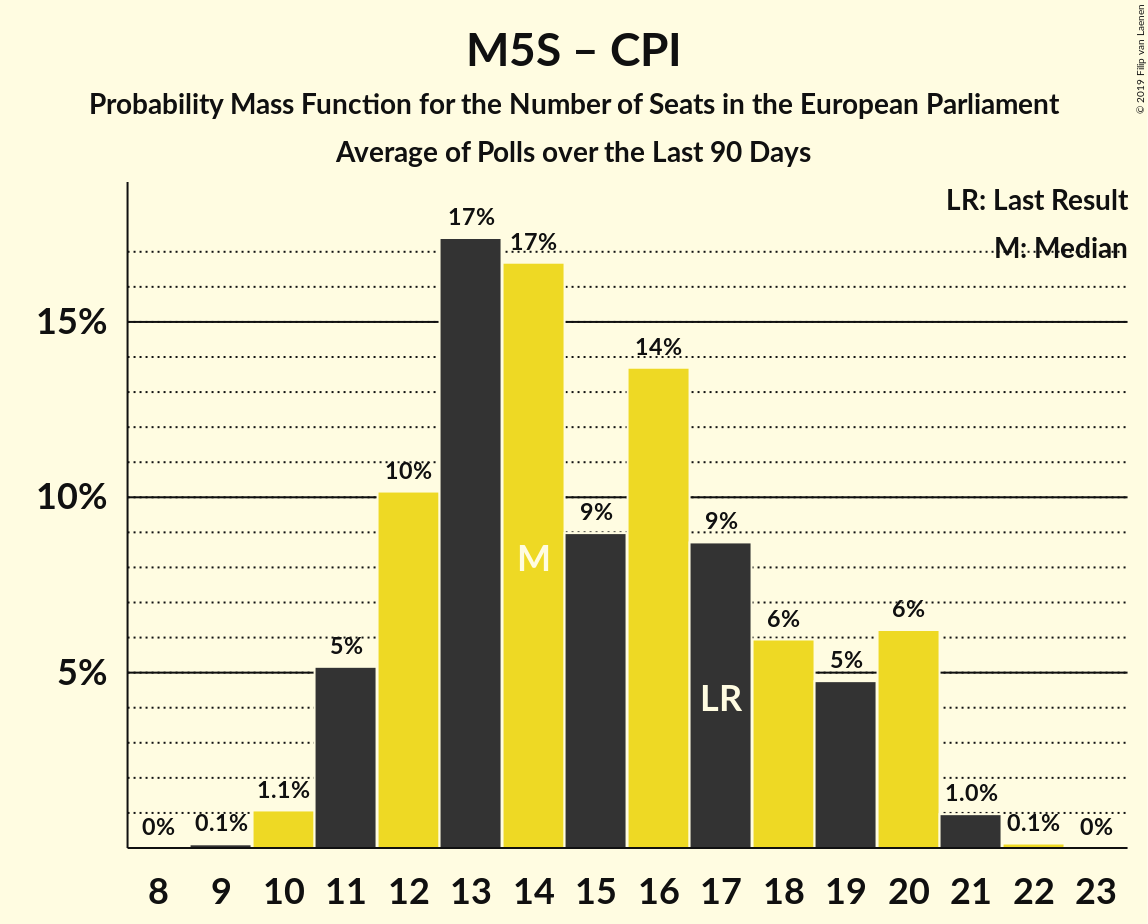 M5S – CPI
Probability Mass Function for the Number of Seats in the European Parliament
Average of Polls over the Last 90 Days
© 2019 Filip van Laenen
LR: Last Result
M: Median
17%
17%
15%
14%
10%
10%
9%
9%
M
6%
6%
5%
5%
5%
LR
1.1%
1.0%
0%
0.1%
0.1%
0%
8 9 10 11 12 13 14 15 16 17 18 19 20 21 22 23